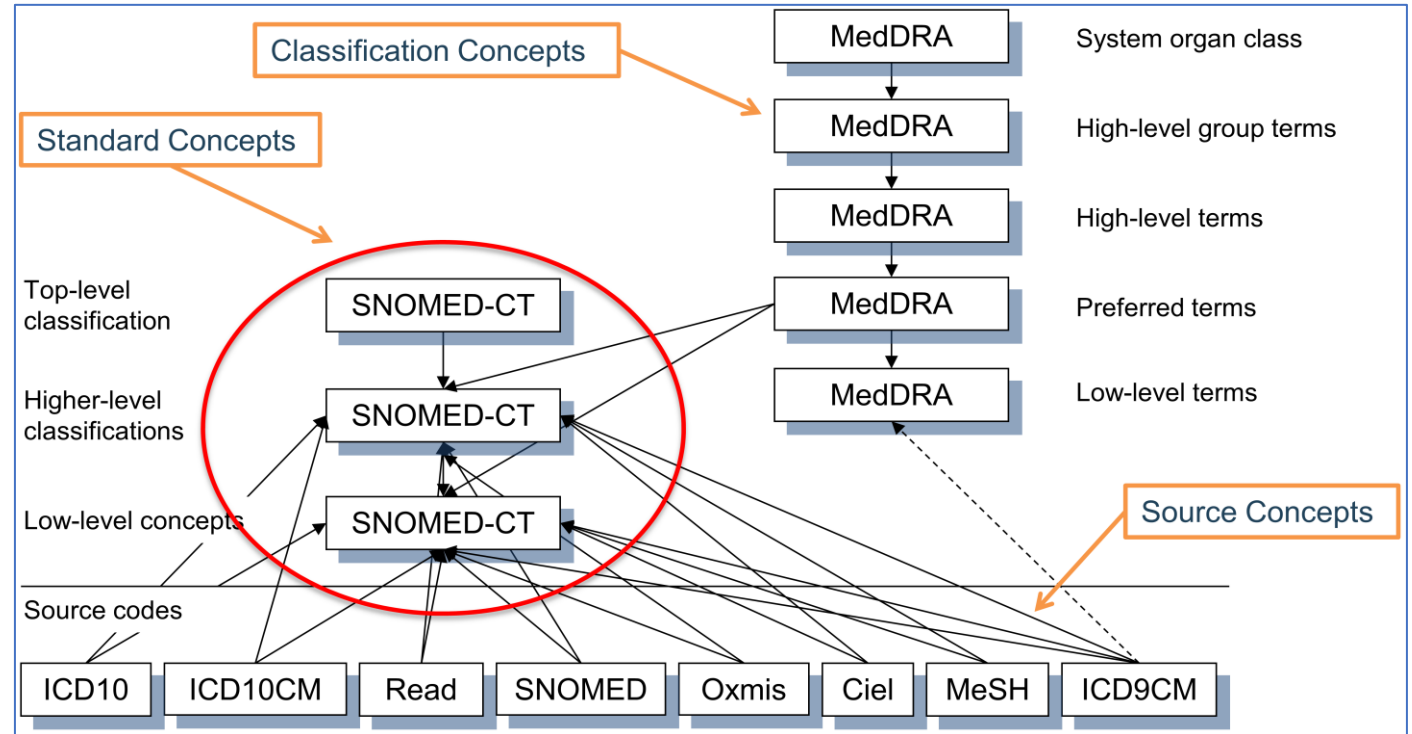 Classification Concepts
MedDRA
System organ class
MedDRA
High-level group terms
Standard Concepts
MedDRA
High-level terms
Top-level
classification
SNOMED-CT
MedDRA
Preferred terms
Higher-level
classifications
SNOMED-CT
MedDRA
Low-level terms
Low-level concepts
SNOMED-CT
Source Concepts
Source codes
ICD10
ICD10CM
Read
SNOMED
Oxmis
Ciel
MeSH
ICD9CM